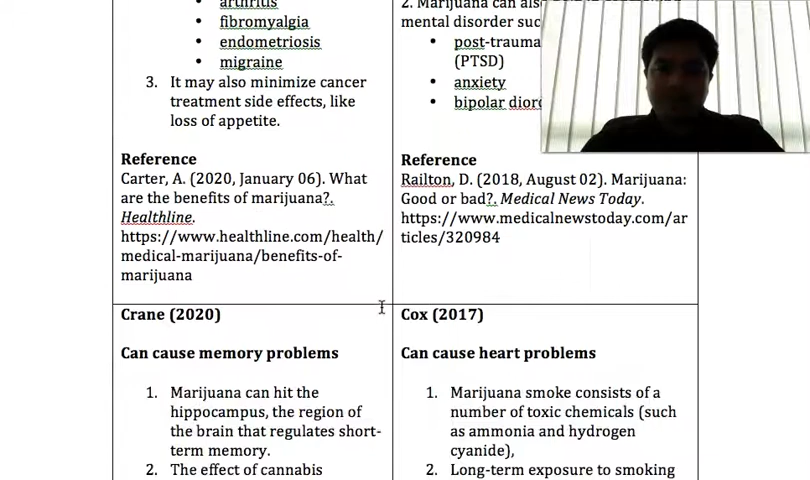 arthritis
fibromyalgia
endometriosis
migraine
3. It may also minimize cancer
treatment side effects, like
loss of appetite.
Reference
Carter, A. (2020, January 06). What
are the benefits of marijuana?.
Healthline.
https://www.healthline.com/health/
medical-marijuana/benefits-of-
marijuana
2. Marijuana can
mental disorder
(PTSD)
anxiety
bipolar
Reference
Railton, D. (2018, August 02). Marijuana:
Good or bad?. Medical News Today.
https://www.medicalnewstoday.com/ar
ticles/320984
Crane (2020)
Can cause memory problems
1. Marijuana can hit the
hippocampus, the region of
the brain that regulates short-
term memory.
2. The effect of cannabis
Cox (2017)
Can cause heart problems
1. Marijuana smoke consists of a
number of toxic chemicals (such
as ammonia and hydrogen
cyanide),
2. Long-term exposure to smoking